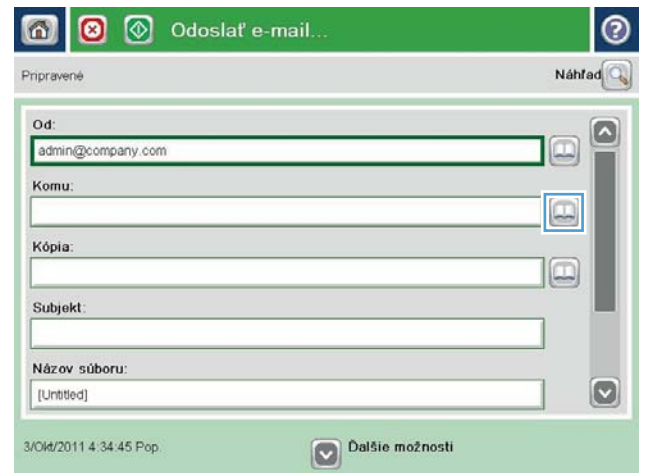 Odoslať e-mail...
Pripravené
Náhľad
Od:
admin@company.com
Komu:
Kópia:
Subjekt:
Názov súboru:
[Untitled]
3/Okt/2011 4:34:45 Pop.
Ďalšie možnosti